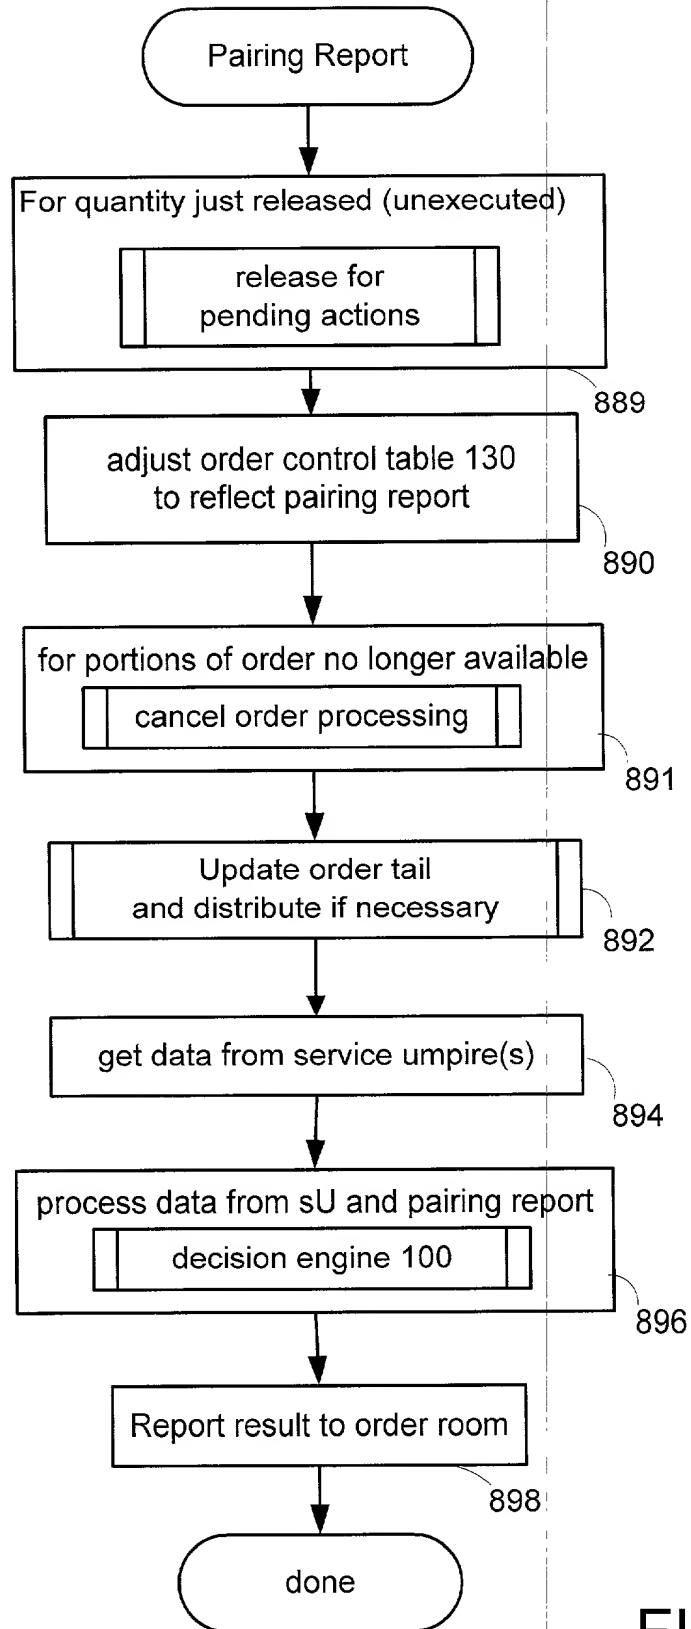 Pairing Report
For quantity just released (unexecuted)
release for
pending actions
889
adjust order control table 130
to reflect pairing report
890
for portions of order no longer available
cancel order processing
891
Update order tail
and distribute if necessary
892
get data from service umpire(s)
894
process data from sU and pairing report
decision engine 100
896
Report result to order room
898
done